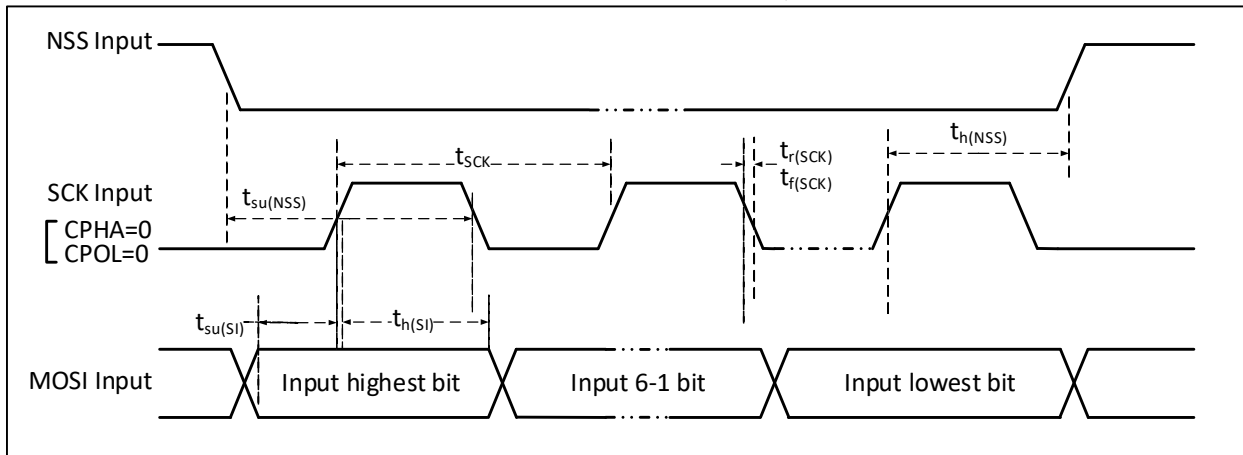 NSS Input
t_h(NSS)
t_SCK
t_r(SCK)
t_f(SCK)
SCK Input
t_su(NSS)
CPHA=0
CPOL=0
t_su(SI)
t_h(SI)
MOSI Input
Input highest bit
Input 6-1 bit
Input lowest bit